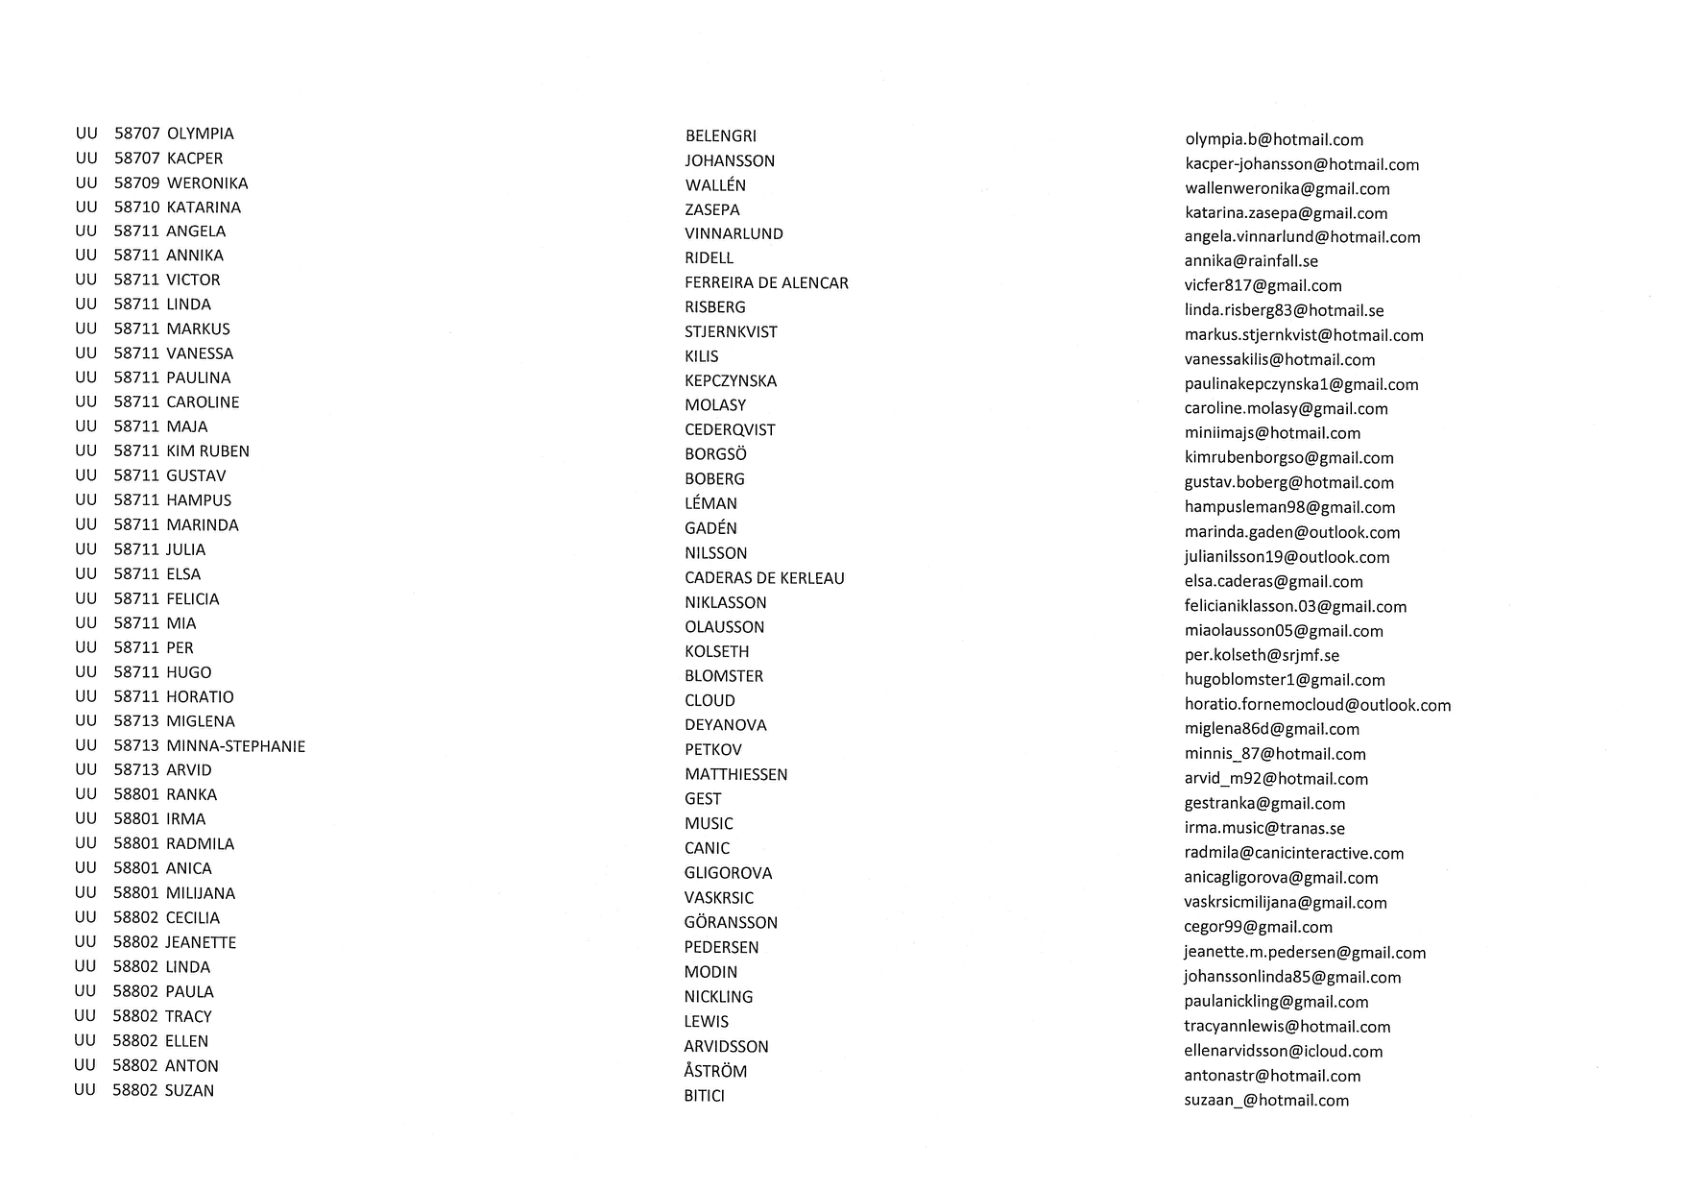 UU 58707 OLYMPIA BELENGRI olympia.b@hotmail.com
UU 58707 KACPER JOHANSSON kacper-johansson@hotmail.com
UU 58709 WERONIKA WALLÉN wallenweronika@gmail.com
UU 58710 KATARINA ZASEPA katarina.zasepa@gmail.com
UU 58711 ANGELA VINNARLUND angela.vinnarlund@hotmail.com
UU 58711 ANNIKA RIDELL annika@rainfall.se
UU 58711 VICTOR FERREIRA DE ALENCAR vicfer817@gmail.com
UU 58711 LINDA RISBERG linda.risberg83@hotmail.se
UU 58711 MARKUS STJERNKVIST markus.stjernkvist@hotmail.com
UU 58711 VANESSA KILIS vanessakilis@hotmail.com
UU 58711 PAULINA KEPCZYNSKA paulinakepczynska1@gmail.com
UU 58711 CAROLINE MOLASY caroline.molasy@gmail.com
UU 58711 MAJA CEDERQVIST miniimajs@hotmail.com
UU 58711 KIM RUBEN BORGSÖ kimrubenborgso@gmail.com
UU 58711 GUSTAV BOBERG gustav.boberg@hotmail.com
UU 58711 HAMPUS LÉMAN hampusleman98@gmail.com
UU 58711 MARINDA GADÉN marinda.gaden@outlook.com
UU 58711 JULIA NILSSON julianilsson19@outlook.com
UU 58711 ELSA CADERAS DE KERLEAU elsa.caderas@gmail.com
UU 58711 FELICIA NIKLASSON felicianiklasson.03@gmail.com
UU 58711 MIA OLAUSSON miaolausson05@gmail.com
UU 58711 PER KOLSETH per.kolseth@srjmf.se
UU 58711 HUGO BLOMSTER hugoblomster1@gmail.com
UU 58711 HORATIO CLOUD horatio.fornemocloud@outlook.com
UU 58713 MIGLENA DEYANOVA miglena86d@gmail.com
UU 58713 MINNA-STEPHANIE PETKOV minnis_87@hotmail.com
UU 58713 ARVID MATTHIESSEN arvid_m92@hotmail.com
UU 58801 RANKA GEST gestranka@gmail.com
UU 58801 IRMA MUSIC irma.music@tranas.se
UU 58801 RADMILA CANIC radmila@canicinteractive.com
UU 58801 ANICA GLIGOROVA anicagligorova@gmail.com
UU 58801 MILIJANA VASKRSIC vaskrsicmilijana@gmail.com
UU 58802 CECILIA GÖRANSSON cegor99@gmail.com
UU 58802 JEANETTE PEDERSEN jeanette.m.pedersen@gmail.com
UU 58802 LINDA MODIN johanssonlinda85@gmail.com
UU 58802 PAULA NICKLING paulanickling@gmail.com
UU 58802 TRACY LEWIS tracyannlewis@hotmail.com
UU 58802 ELLEN ARVIDSSON ellenarvidsson@icloud.com
UU 58802 ANTON ÅSTRÖM antonastr@hotmail.com
UU 58802 SUZAN BITICI suzaan_@hotmail.com